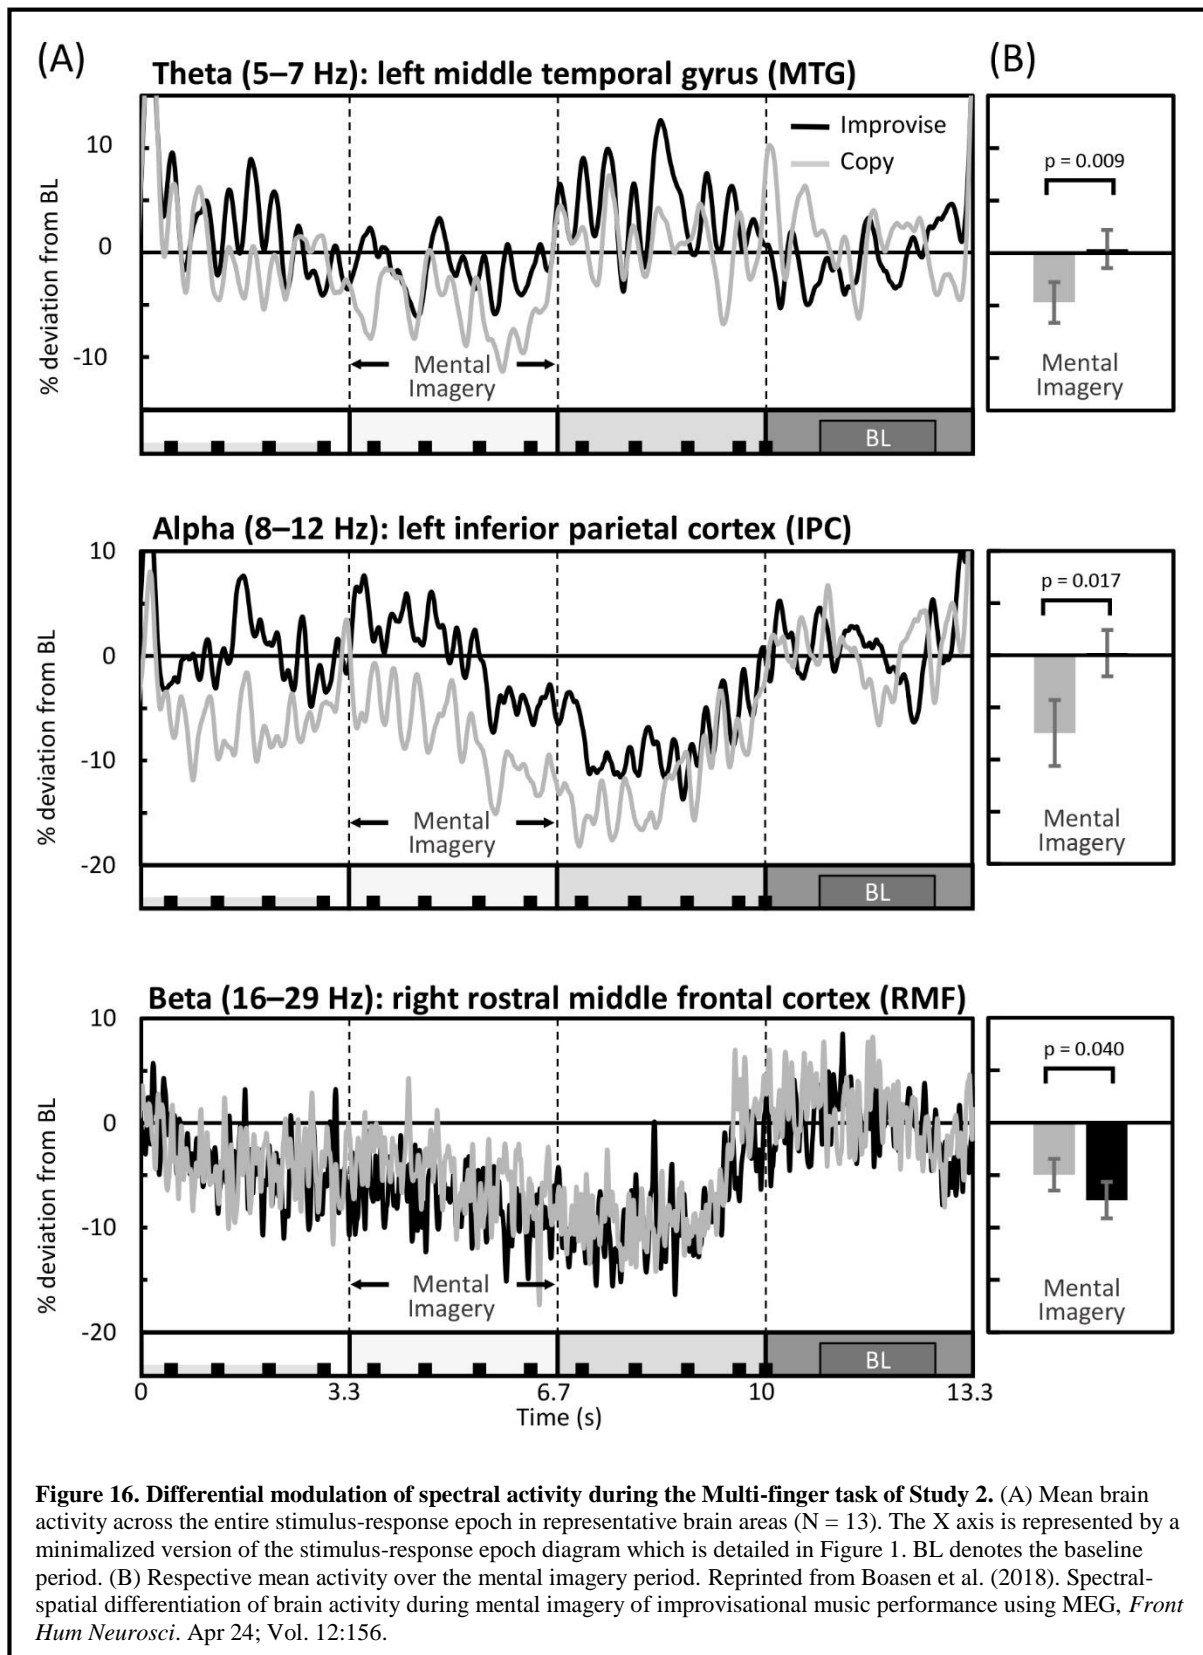 (A)
(B)
Theta (5–7 Hz): left middle temporal gyrus (MTG)
% deviation from BL
10
0
-10
Improvise
Copy
Mental
Imagery
BL
p = 0.009
Mental
Imagery
Alpha (8–12 Hz): left inferior parietal cortex (IPC)
% deviation from BL
10
0
-10
-20
Mental
Imagery
BL
p = 0.017
Mental
Imagery
Beta (16–29 Hz): right rostral middle frontal cortex (RMF)
% deviation from BL
10
0
-10
-20
Mental
Imagery
BL
p = 0.040
Mental
Imagery
0 3.3 6.7 10 13.3
Time (s)
Figure 16. Differential modulation of spectral activity during the Multi-finger task of Study 2. (A) Mean brain
activity across the entire stimulus-response epoch in representative brain areas (N = 13). The X axis is represented by a
minimalized version of the stimulus-response epoch diagram which is detailed in Figure 1. BL denotes the baseline
period. (B) Respective mean activity over the mental imagery period. Reprinted from Boasen et al. (2018). Spectral-
spatial differentiation of brain activity during mental imagery of improvisational music performance using MEG, Front
Hum Neurosci. Apr 24; Vol. 12:156.